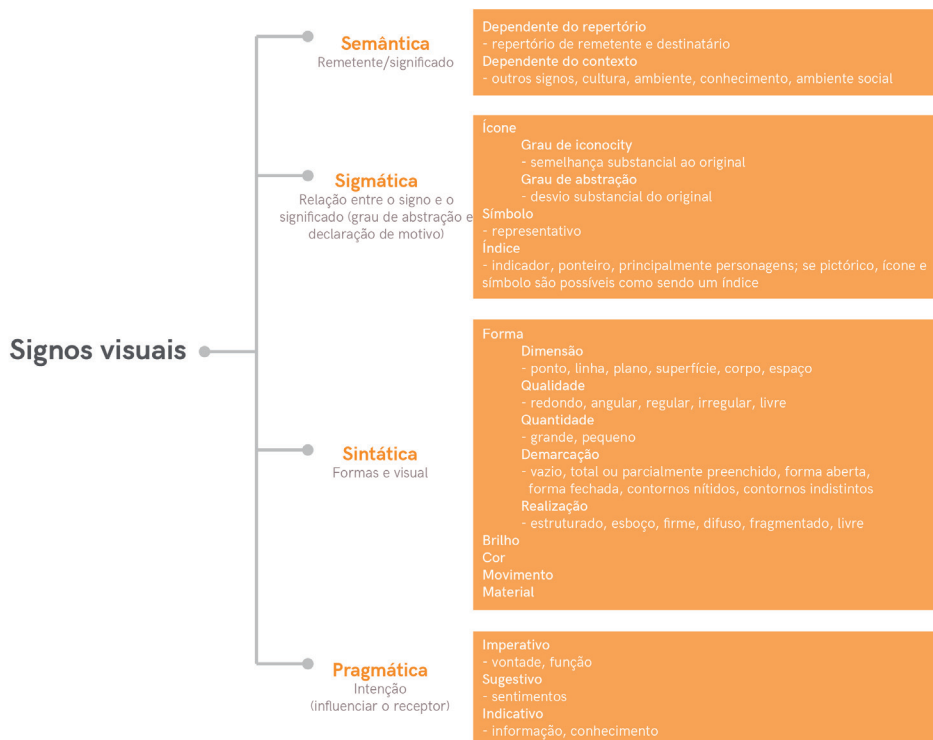 Signos visuais
Semântica
Remetente/significado
Dependente do repertório
- repertório de remetente e destinatário
Dependente do contexto
- outros signos, cultura, ambiente, conhecimento, ambiente social
Sigmática
Relação entre o signo e o
significado (grau de abstração e
declaração de motivo)
Ícone
Grau de iconocity
- semelhança substancial ao original
Grau de abstração
- desvio substancial do original
Símbolo
- representativo
Índice
- indicador, ponteiro, principalmente personagens; se pictórico, ícone e
símbolo são possíveis como sendo um índice
Sintática
Formas e visual
Forma
Dimensão
- ponto, linha, plano, superfície, corpo, espaço
Qualidade
- redondo, angular, regular, irregular, livre
Quantidade
- grande, pequeno
Demarcação
- vazio, total ou parcialmente preenchido, forma aberta,
forma fechada, contornos nítidos, contornos indistintos
Realização
- estruturado, esboço, firme, difuso, fragmentado, livre
Brilho
Cor
Movimento
Material
Pragmática
Intenção
(influenciar o receptor)
Imperativo
- vontade, função
Sugestivo
- sentimentos
Indicativo
- informação, conhecimento